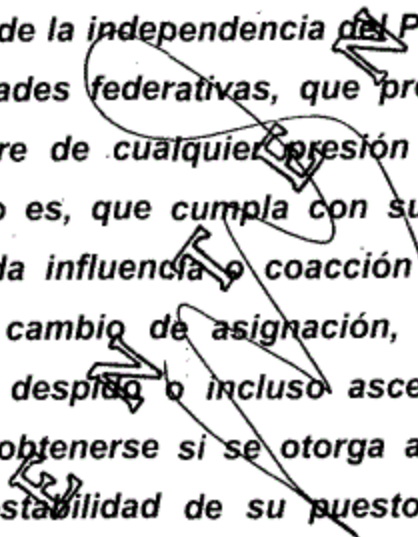 de la independencia del P
ades federativas, que pr
re de cualquier presión
o es, que cumpla con su
da influencia o coacción
cambio de asignación,
despido o incluso asce
obtenerse si se otorga a
stabilidad de su puesto
N
E
I
N
E